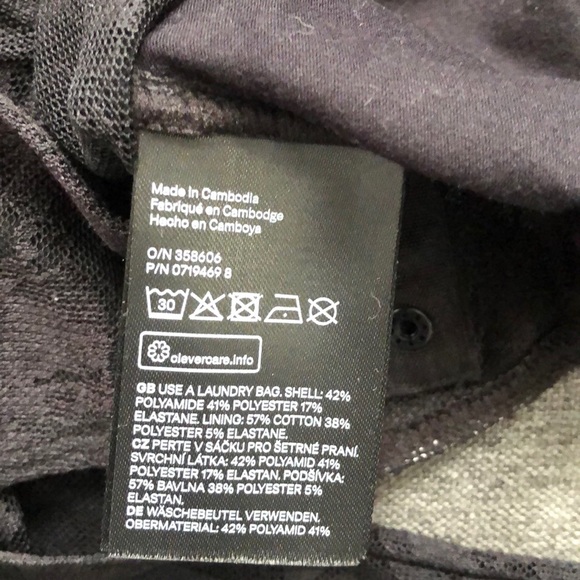 Made in Cambodia
Fabriqué en Cambodge
Hecho en Camboya
O/N 358606
P/N 0719469 8
30
clevercare.info
GB USE A LAUNDRY BAG. SHELL: 42%
POLYAMIDE 41% POLYESTER 17%
ELASTANE. LINING: 57% COTTON 38%
POLYESTER 5% ELASTANE.
CZ PERTE V SÁČKU PRO ŠETRNÉ PRANÍ.
SVRCHNÍ LÁTKA: 42% POLYAMID 41%
POLYESTER 17% ELASTAN. PODŠÍVKA:
57% BAVLNA 38% POLYESTER 5%
ELASTAN.
DE WÄSCHEBEUTEL VERWENDEN.
OBERMATERIAL: 42% POLYAMID 41%